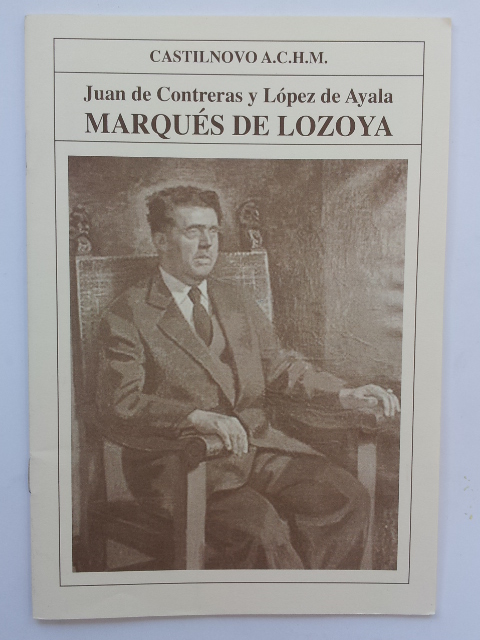 CASTILNOVO A.C.H.M.
Juan de Contreras y López de Ayala
MARQUÉS DE LOZOYA